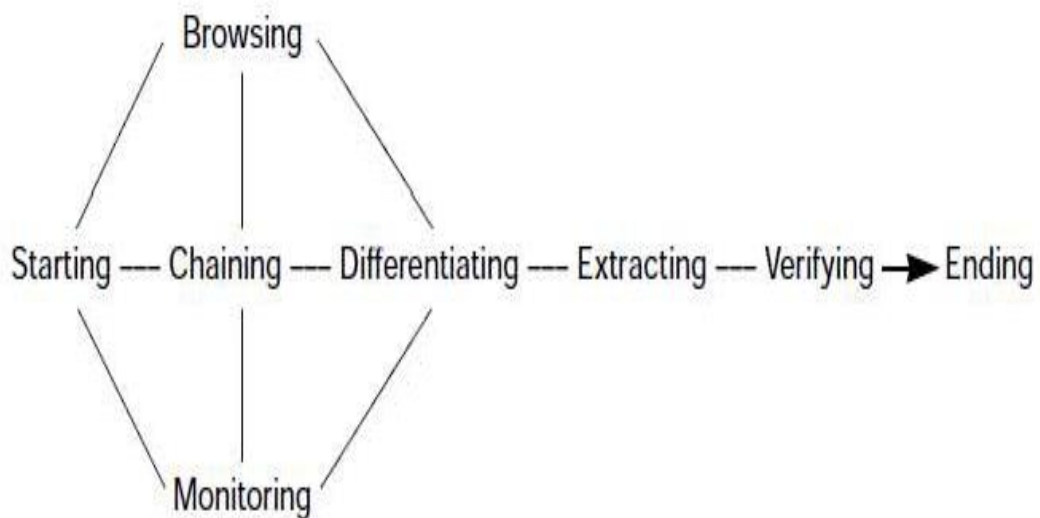 Browsing
Starting --- Chaining --- Differentiating --- Extracting --- Verifying Ending
Monitoring